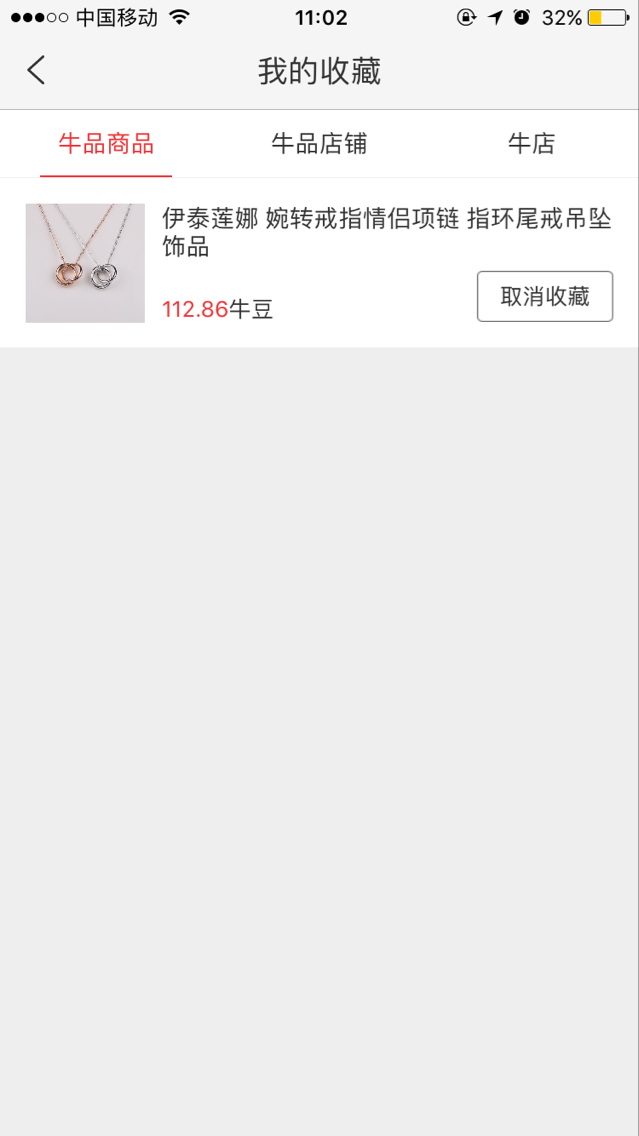 中国移动 11:02 32%
我的收藏
牛品商品 牛品店铺 牛店
伊泰莲娜 婉转戒指情侣项链 指环尾戒吊坠
饰品
112.86牛豆
取消收藏